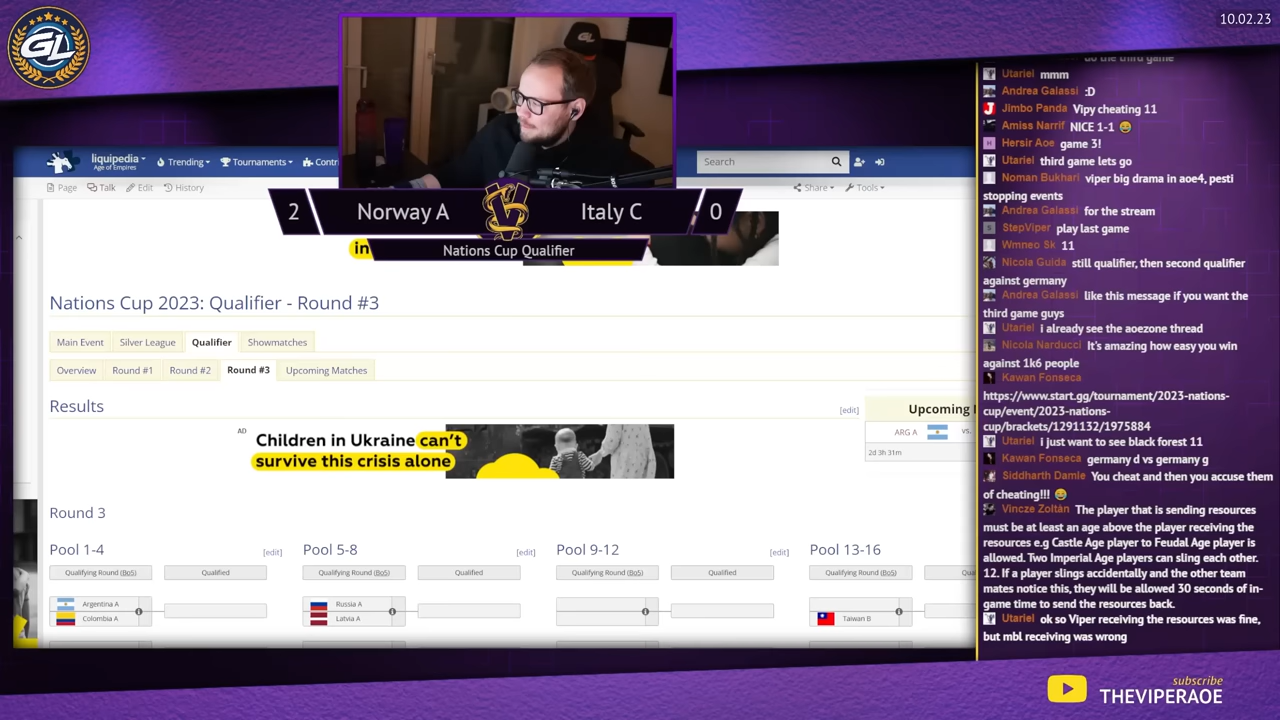 GL
10.02.23
liquipedia
Age of Empires
Trending
Tournaments
Contri
Search
Page
Talk
Edit
History
Share
Tools
2
Norway A
Italy C
0
Nations Cup Qualifier
in
Nations Cup 2023: Qualifier - Round #3
Main Event
Silver League
Qualifier
Showmatches
Overview
Round #1
Round #2
Round #3
Upcoming Matches
Results
[edit]
AD
Children in Ukraine can't
survive this crisis alone
Upcoming
ARG A
vs.
2d 3h 31m
Round 3
Pool 1-4
[edit]
Pool 5-8
[edit]
Pool 9-12
[edit]
Pool 13-16
Qualifying Round (Bo5)
Qualified
Qualifying Round (Bo5)
Qualified
Qualifying Round (Bo5)
Qualified
Qualifying Round (Bo5)
Qua
Argentina A
Colombia A
Russia A
Latvia A
Taiwan B
do the third game
Utariel mmm
Andrea Galassi :D
Jimbo Panda Vipy cheating 11
Amiss Narrif NICE 1-1 😂
Hersir Aoe game 3!
Utariel third game lets go
Noman Bukhari viper big drama in aoe4, pesti
stopping events
Andrea Galassi for the stream
StepViper play last game
Wmneo Sk 11
Nicola Guida still qualifier, then second qualifier
against germany
Andrea Galassi like this message if you want the
third game guys
Utariel i already see the aoezone thread
Nicola Narducci It's amazing how easy you win
against 1k6 people
Kawan Fonseca
https://www.start.gg/tournament/2023-nations-
cup/event/2023-nations-
cup/brackets/1291132/1975884
Utariel i just want to see black forest 11
Kawan Fonseca germany d vs germany g
Siddharth Damle You cheat and then you accuse them
of cheating!!! 😂
Vincze Zoltán The player that is sending resources
must be at least an age above the player receiving the
resources e.g Castle Age player to Feudal Age player is
allowed. Two Imperial Age players can sling each other.
12. If a player slings accidentally and the other team
mates notice this, they will be allowed 30 seconds of in-
game time to send the resources back.
Utariel ok so Viper receiving the resources was fine,
but mbl receiving was wrong
subscribe
THEVIPERAOE